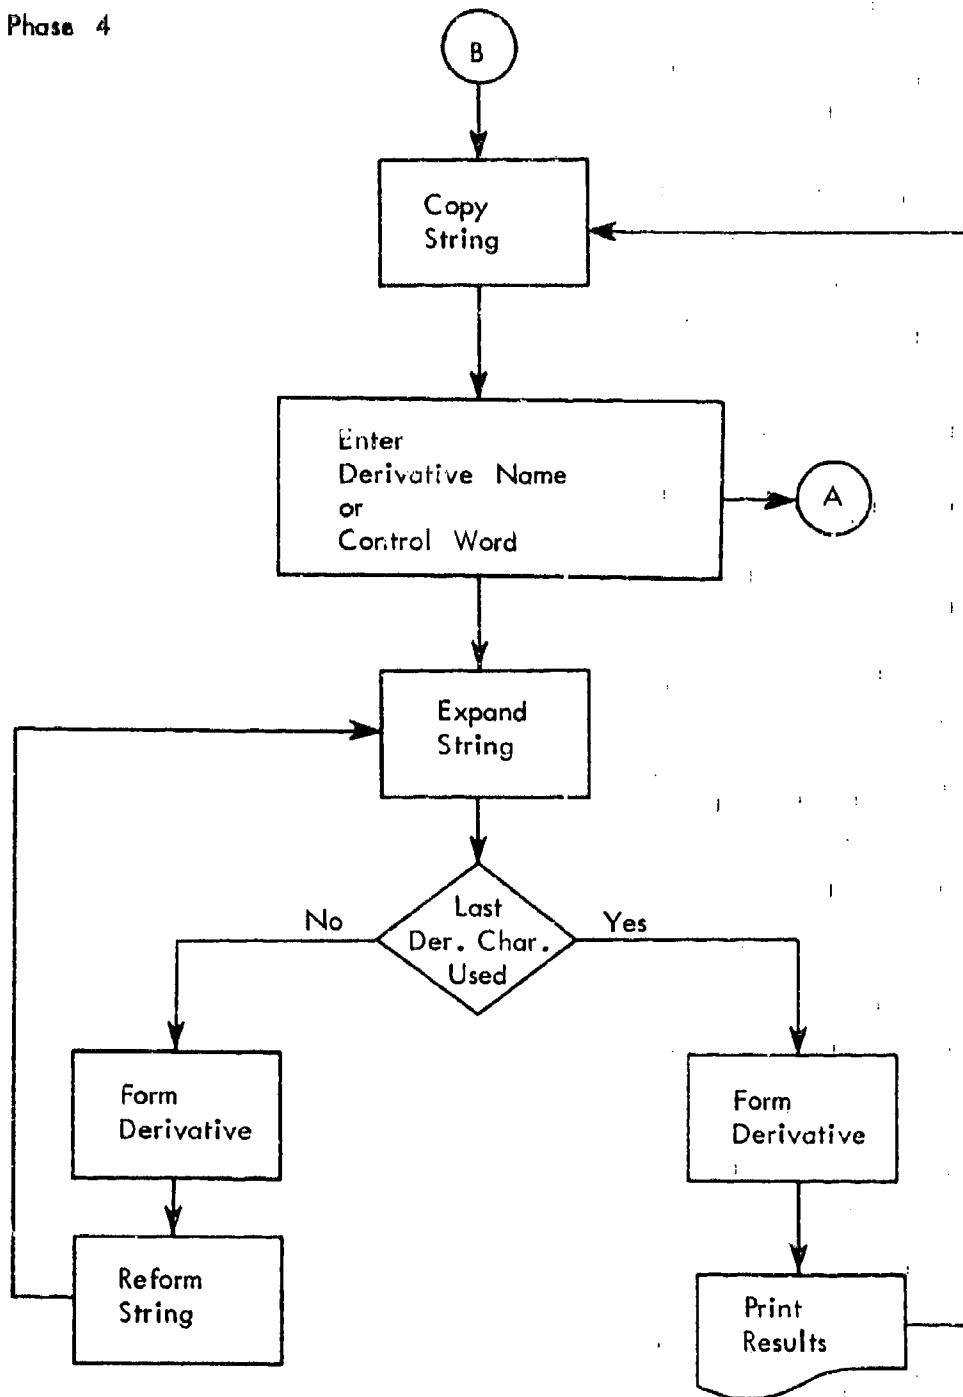 Phase 4
B
Copy
String
Enter
Derivative Name
or
Control Word
A
Expand
String
No
Last
Der. Char.
Used
Yes
Form
Derivative
Form
Derivative
Reform
String
Print
Results